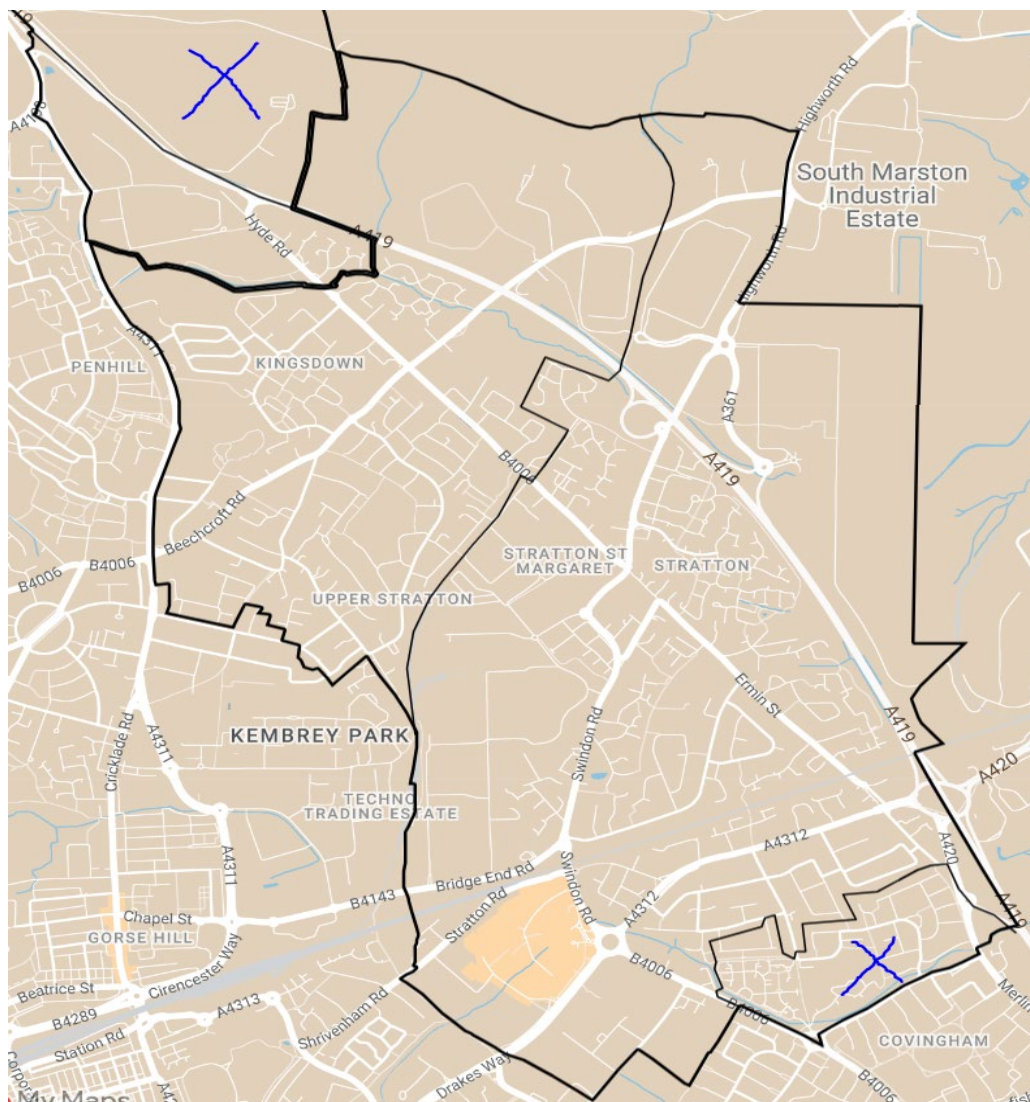 A4198
Highworth Rd
South Marston
Industrial
Estate
Hyde Rd
A419
Highworth Rd
A4311
PENHILL
KINGSDOWN
A361
B4006
A419
Beechcroft Rd
B4006
B4006
STRATTON ST
MARGARET
STRATTON
UPPER STRATTON
Ermin St
Swindon Rd
A419
Cricklade Rd
A4311
KEMBREY PARK
A420
TECHNO
TRADING ESTATE
A4311
A4312
A420
Swindon Rd
Bridge End Rd
B4143
Stratton Rd
A4312
A419
Chapel St
GORSE HILL
Cirencester Way
B4006
Beatrice St
B4289
A4313
Shrivenham Rd
B4006
Station Rd
Drakes Way
COVINGHAM
B4006
My Maps